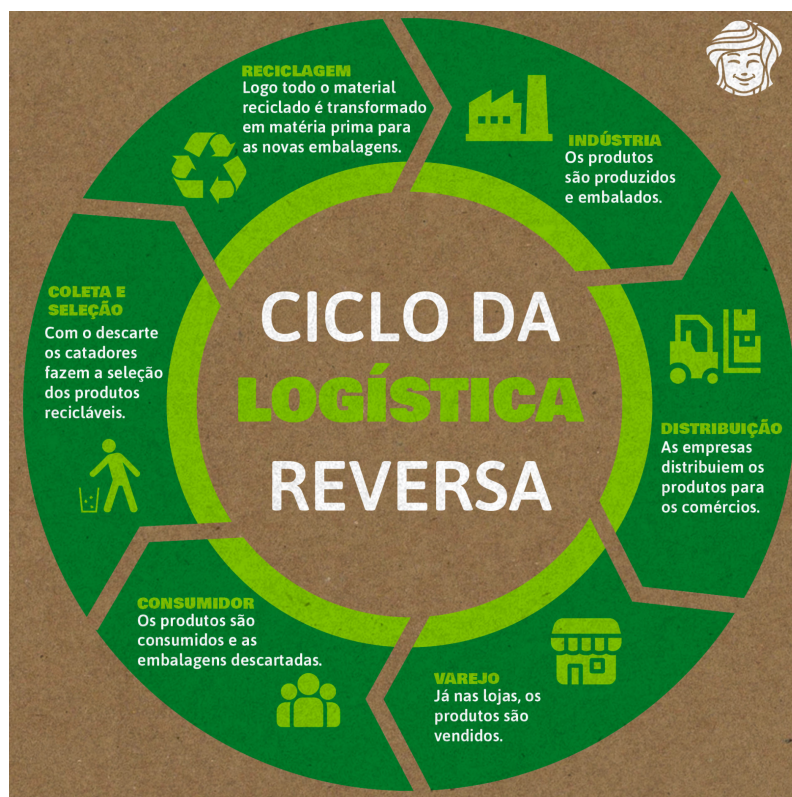 CICLO DA
LOGÍSTICA
REVERSA
INDÚSTRIA
Os produtos
são produzidos
e embalados.
DISTRIBUIÇÃO
As empresas
distribuiem os
produtos para
os comércios.
VAREJO
Já nas lojas, os
produtos são
vendidos.
CONSUMIDOR
Os produtos são
consumidos e as
embalagens descartadas.
COLETA E
SELEÇÃO
Com o descarte
os catadores
fazem a seleção
dos produtos
recicláveis.
RECICLAGEM
Logo todo o material
reciclado é transformado
em matéria prima para
as novas embalagens.